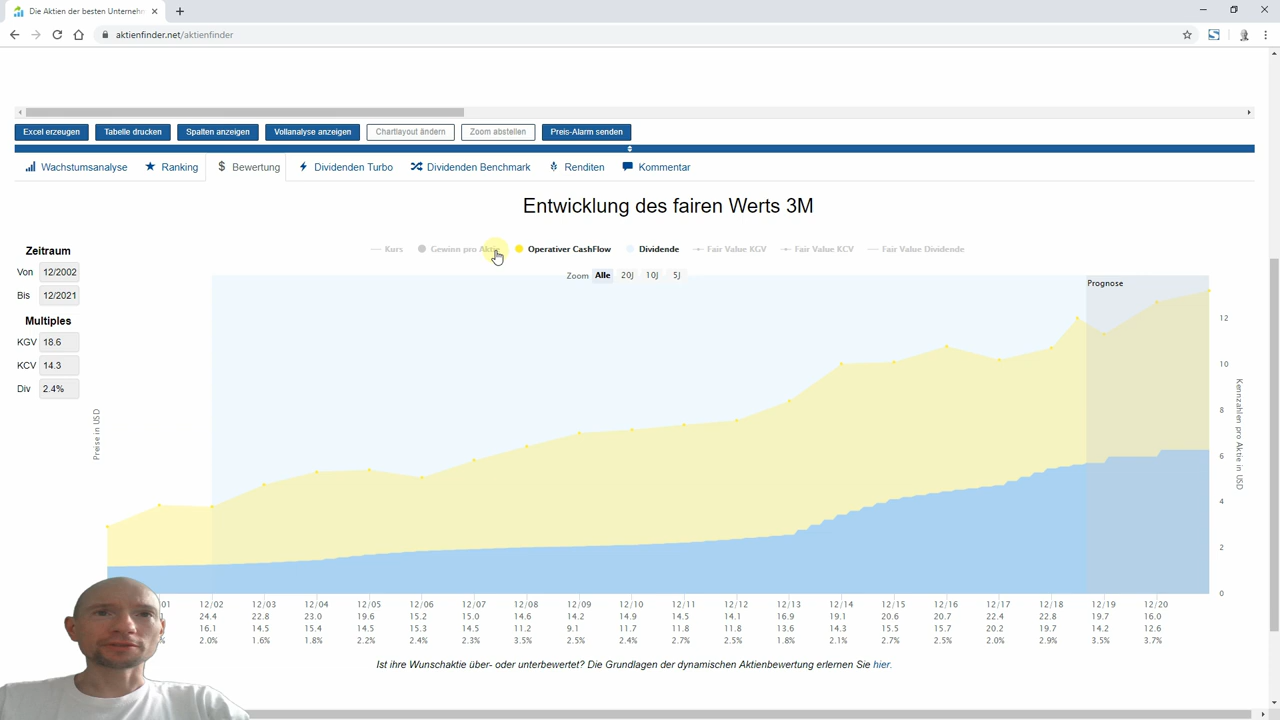 Die Aktien der besten Unternehm
aktienfinder.net/aktienfinder
Excel erzeugen Tabelle drucken Spalten anzeigen Vollanalyse anzeigen Chartlayout ändern Zoom abstellen Preis-Alarm senden
Wachstumsanalyse Ranking $ Bewertung Dividenden Turbo Dividenden Benchmark Renditen Kommentar
Entwicklung des fairen Werts 3M
Kurs Gewinn pro Aktie Operativer CashFlow Dividende Fair Value KGV Fair Value KCV Fair Value Dividende
Zeitraum
Von 12/2002
Bis 12/2021
Multiples
KGV 18.6
KCV 14.3
Div 2.4%
Zoom Alle 20J 10J 5J
Prognose
Preise in USD
12
10
8
6
4
2
0
Kennzahlen pro Aktie in USD
01 12/02 12/03 12/04 12/05 12/06 12/07 12/08 12/09 12/10 12/11 12/12 12/13 12/14 12/15 12/16 12/17 12/18 12/19 12/20
24.4 22.8 23.0 19.6 15.2 15.0 14.6 14.2 14.9 14.5 14.1 16.9 19.1 20.6 20.7 22.4 22.8 19.7 16.0
16.1 14.5 15.4 14.5 15.3 14.5 11.2 9.1 11.7 11.8 11.8 13.6 13.1 15.5 15.7 20.2 19.7 14.2 12.6
% 2.0% 1.6% 1.8% 2.2% 2.4% 2.3% 3.5% 2.5% 2.4% 2.7% 2.5% 1.8% 2.1% 2.7% 2.5% 2.0% 2.9% 3.5% 3.7%
Ist ihre Wunschaktie über- oder unterbewertet? Die Grundlagen der dynamischen Aktienbewertung erlernen Sie hier.